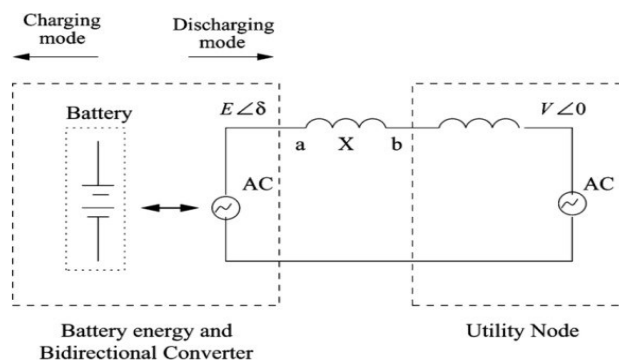 Charging
mode
Discharging
mode
Battery
E∠δ
V∠0
a
X
b
AC
AC
Battery energy and
Bidirectional Converter
Utility Node